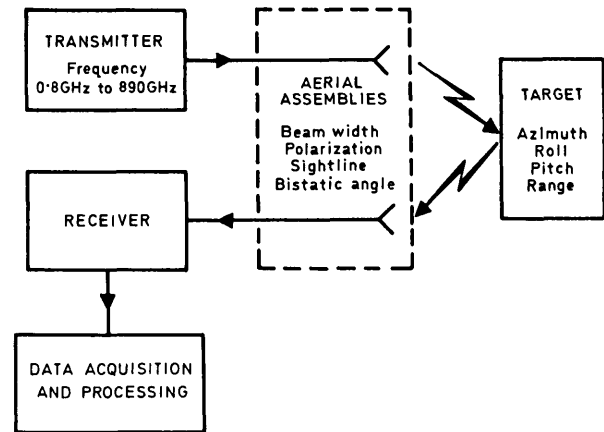 TRANSMITTER
Frequency
0·8GHz to 890GHz
AERIAL
ASSEMBLIES
Beam width
Polarization
Sightline
Bistatic angle
TARGET
Azimuth
Roll
Pitch
Range
RECEIVER
DATA ACQUISITION
AND PROCESSING